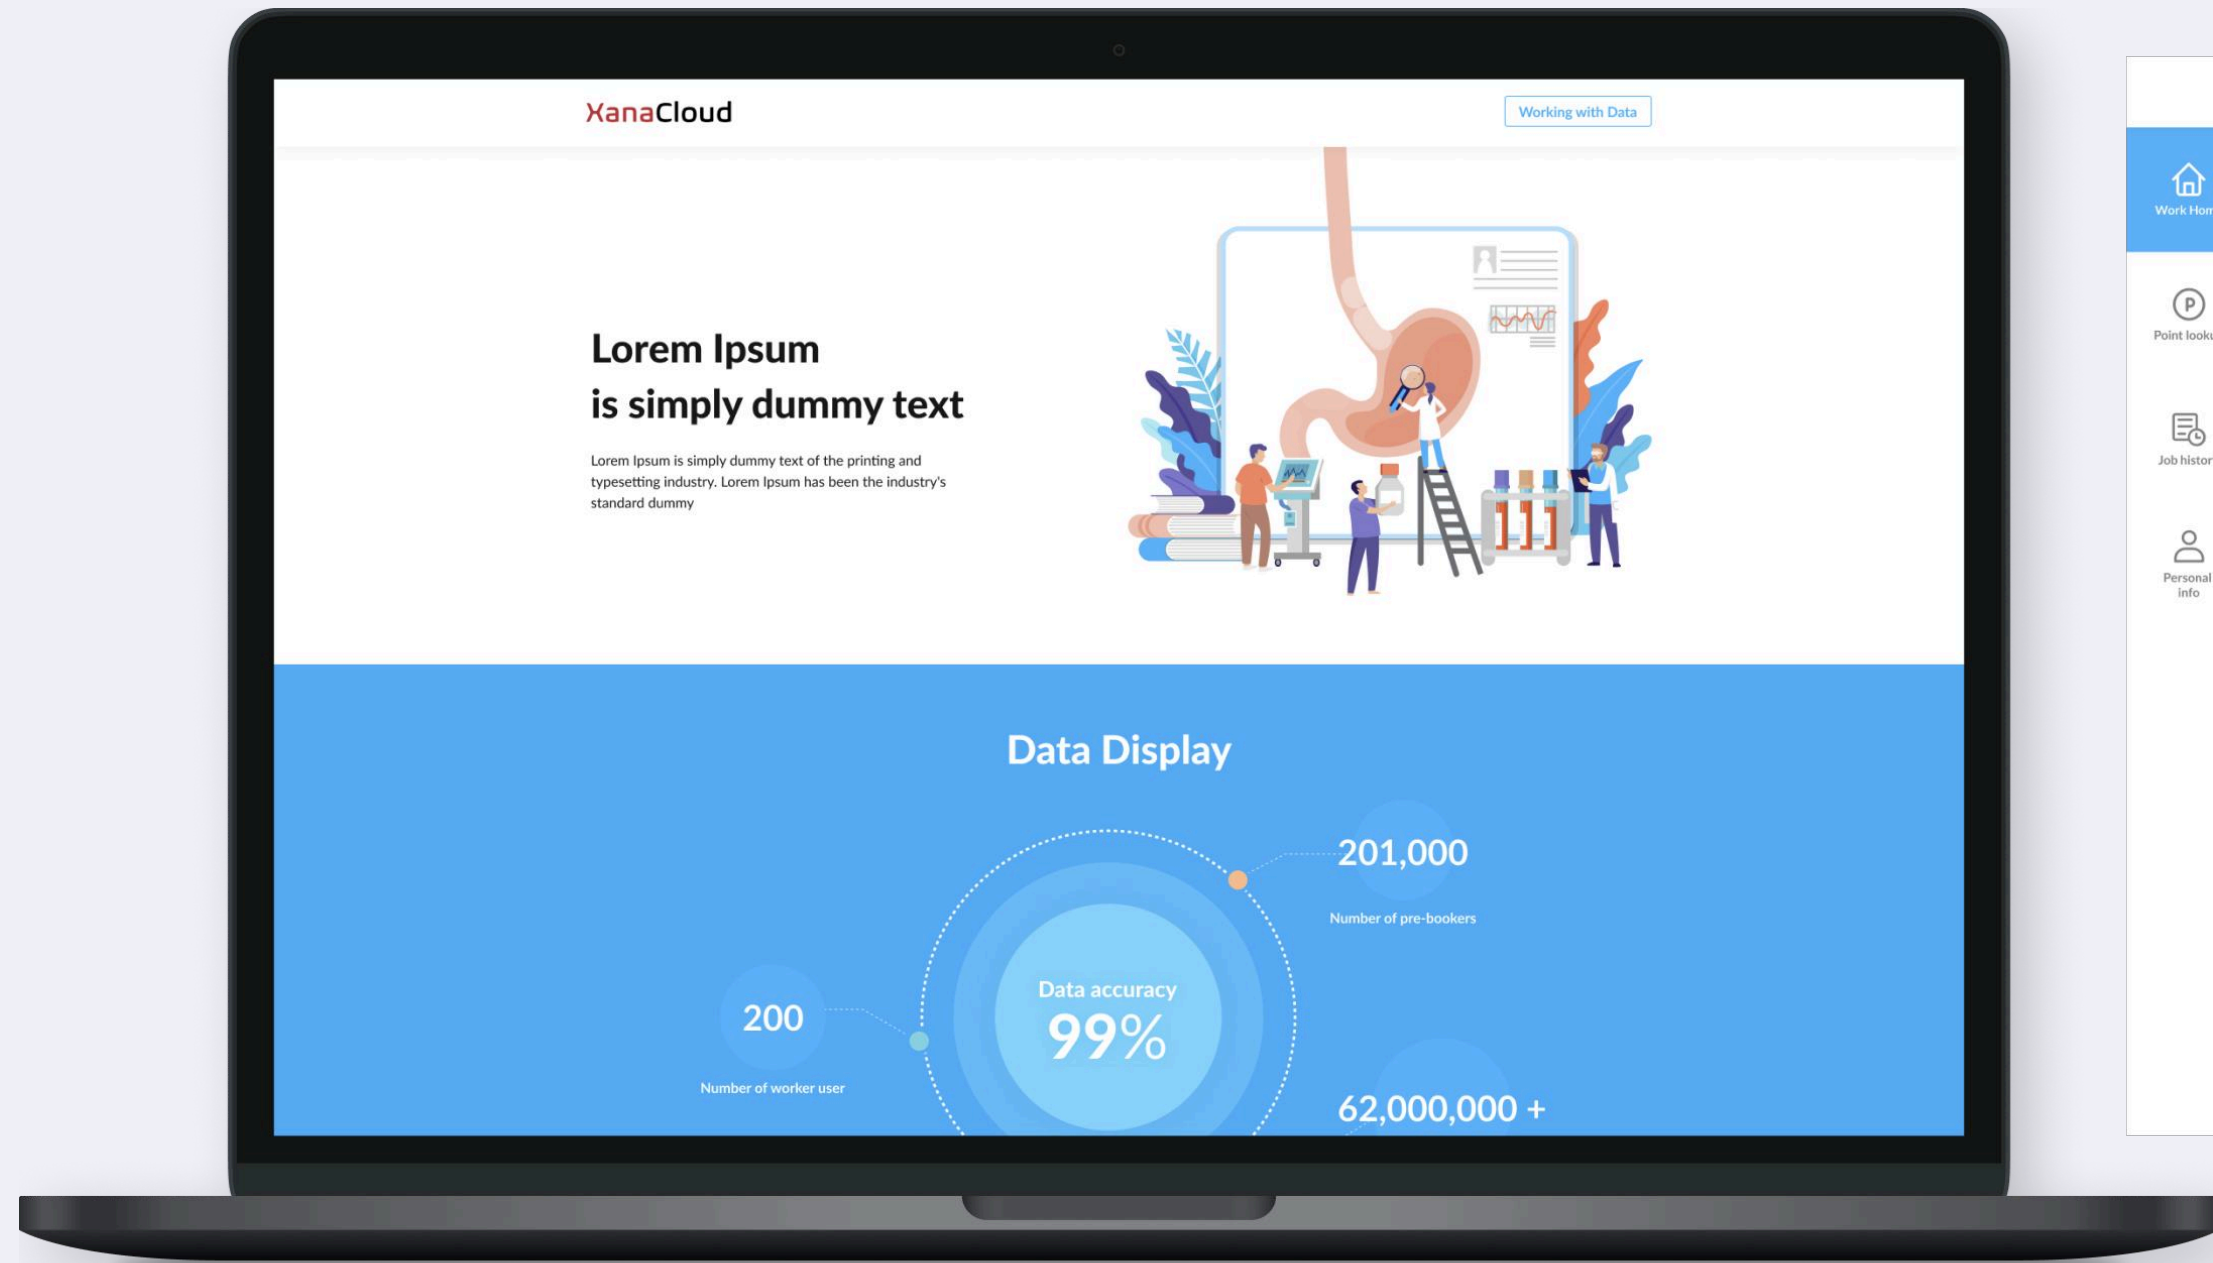 XanaCloud
Working with Data
Lorem Ipsum
is simply dummy text
Lorem Ipsum is simply dummy text of the printing and
typesetting industry. Lorem Ipsum has been the industry's
standard dummy
Data Display
201,000
Number of pre-bookers
Data accuracy
99%
200
Number of worker user
62,000,000 +
Work Hom
P
Point looku
Job histor
Personal
info